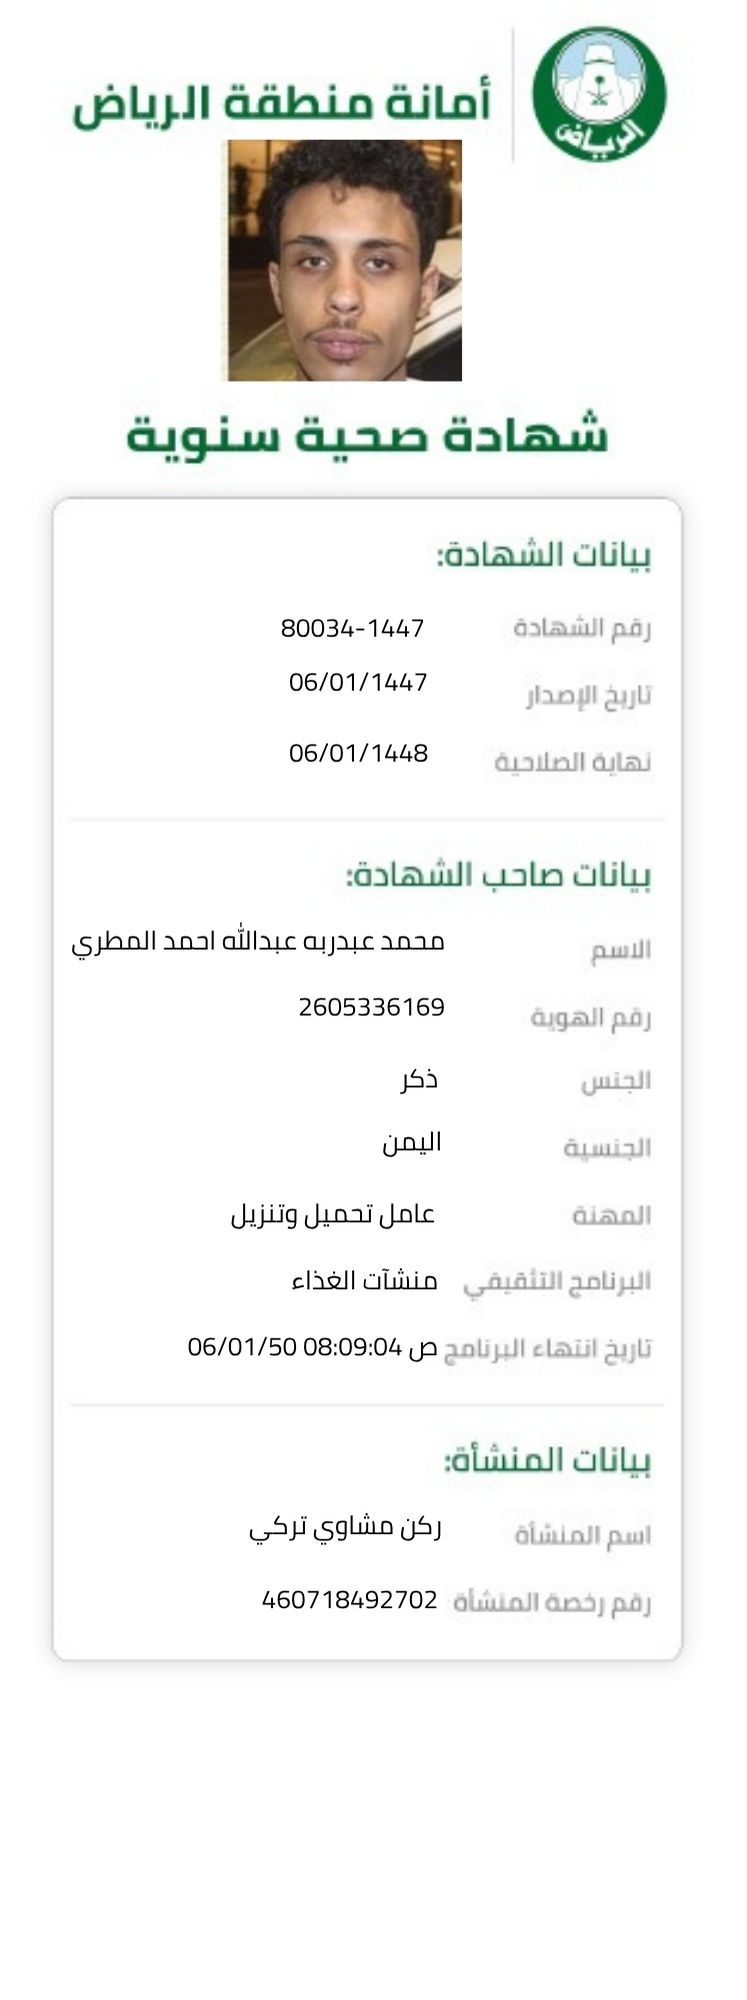 أمانة منطقة الرياض
الرياض
شهادة صحية سنوية
بيانات الشهادة:
رقم الشهادة 80034-1447
تاريخ الإصدار 06/01/1447
نهاية الصلاحية 06/01/1448
بيانات صاحب الشهادة:
الاسم محمد عبدربه عبدالله احمد المطري
رقم الهوية 2605336169
الجنس ذكر
الجنسية اليمن
المهنة عامل تحميل وتنزيل
البرنامج التثقيفي منشآت الغذاء
تاريخ انتهاء البرنامج ص 08:09:04 06/01/50
بيانات المنشأة:
اسم المنشأة ركن مشاوي تركي
رقم رخصة المنشأة 460718492702